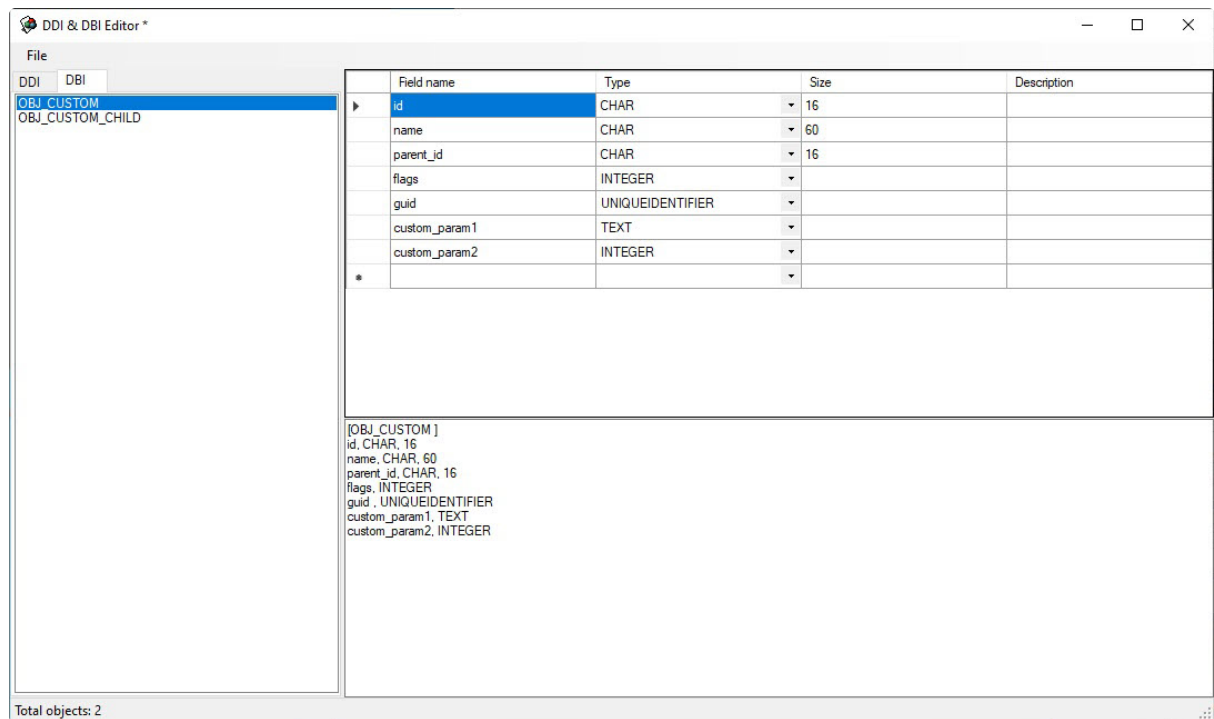 DDI & DBI Editor *
File
DDI DBI
OBJ_CUSTOM
OBJ_CUSTOM_CHILD
Field name Type Size Description
id CHAR 16
name CHAR 60
parent_id CHAR 16
flags INTEGER
guid UNIQUEIDENTIFIER
custom_param1 TEXT
custom_param2 INTEGER
*
[OBJ_CUSTOM ]
id, CHAR, 16
name, CHAR, 60
parent_id, CHAR, 16
flags, INTEGER
guid , UNIQUEIDENTIFIER
custom_param1, TEXT
custom_param2, INTEGER
Total objects: 2